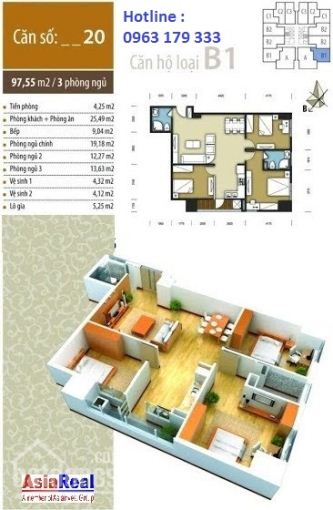 Hotline :
0963 179 333
Căn số: _ _ 20
Căn hộ loại B1
97,55 m2 / 3 phòng ngủ
Tiền phòng 4,25 m2
Phòng khách + Phòng ăn 25,49 m2
Bếp 9,04 m2
Phòng ngủ chính 19,18 m2
Phòng ngủ 2 12,27 m2
Phòng ngủ 3 13,63 m2
Vệ sinh 1 4,32 m2
Vệ sinh 2 4,12 m2
Lô gia 5,25 m2
B1
B1
C
C
B2
B2
B1
A
A
B1
B
AsiaReal